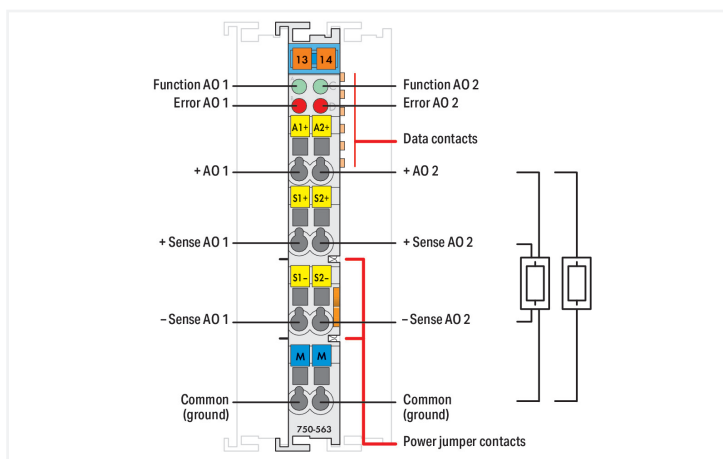 13 14
Function AO 1
Function AO 2
C
Error AO 1
Error AO 2
A1+ A2+
Data contacts
+ AO 1
+ AO 2
S1+ S2+
+ Sense AO 1
+ Sense AO 2
S1– S2–
– Sense AO 1
– Sense AO 2
M M
Common
(ground)
Common
(ground)
750-563
Power jumper contacts